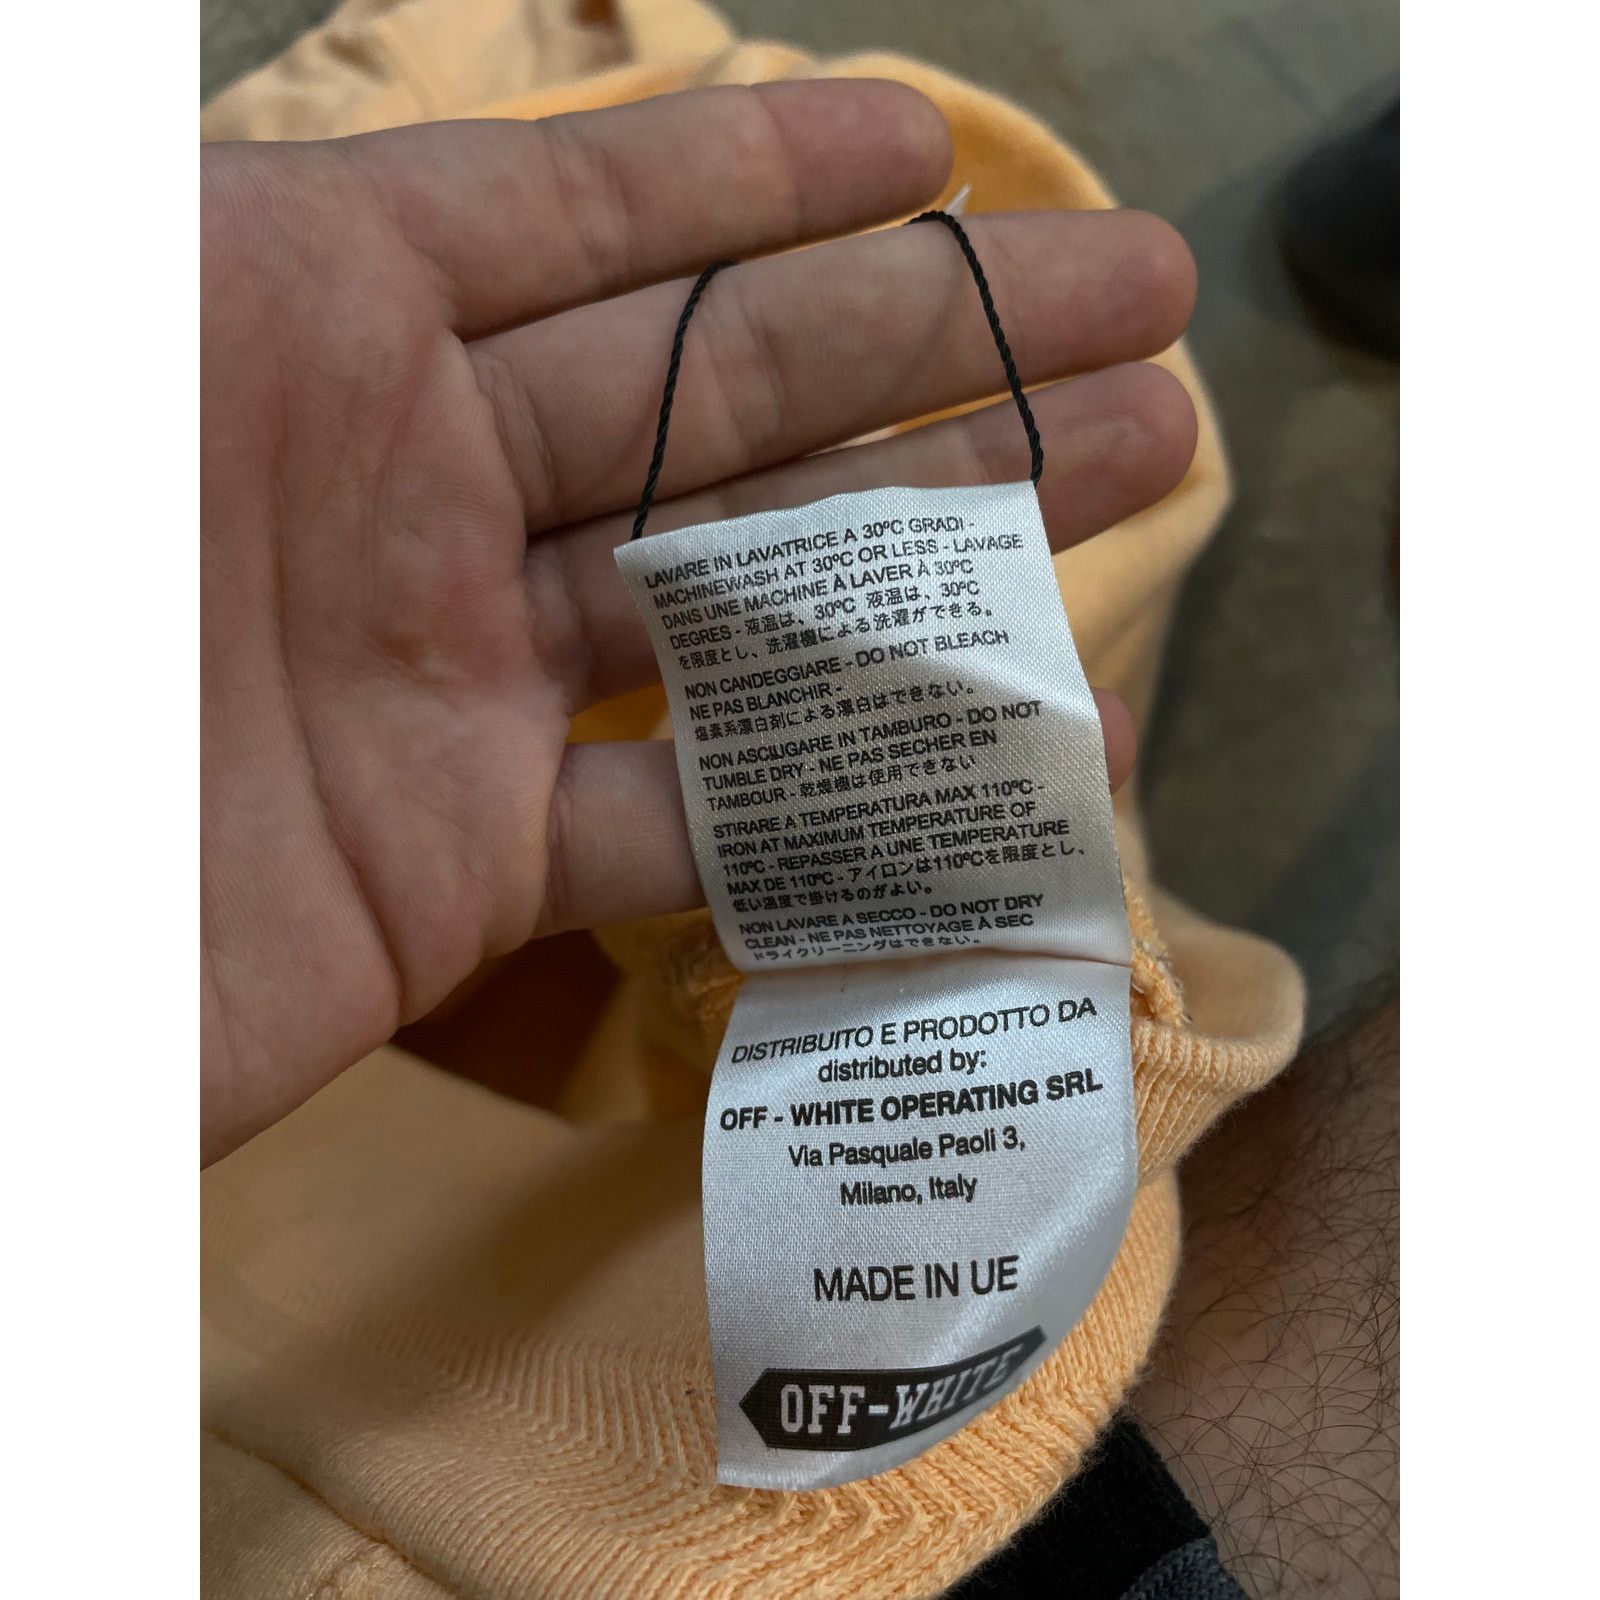 LAVARE IN LAVATRICE A 30ºC GRADI -
MACHINEWASH AT 30ºC OR LESS - LAVAGE
DANS UNE MACHINE À LAVER À 30ºC
DEGRES - 液温は、30ºC 液温は、30ºC
を限度とし、洗濯機による洗濯ができる。
NON CANDEGGIARE - DO NOT BLEACH
NE PAS BLANCHIR -
塩素系漂白剤による漂白はできない。
NON ASCIUGARE IN TAMBURO - DO NOT
TUMBLE DRY - NE PAS SECHER EN
TAMBOUR - 乾燥機は使用できない
STIRARE A TEMPERATURA MAX 110ºC -
IRON AT MAXIMUM TEMPERATURE OF
110ºC - REPASSER A UNE TEMPERATURE
MAX DE 110ºC - アイロンは110ºCを限度とし、
低い温度で掛けるのがよい。
NON LAVARE A SECCO - DO NOT DRY
CLEAN - NE PAS NETTOYAGE À SEC
ドライクリーニングはできない。
DISTRIBUITO E PRODOTTO DA
distributed by:
OFF - WHITE OPERATING SRL
Via Pasquale Paoli 3,
Milano, Italy
MADE IN UE
OFF-WHITE